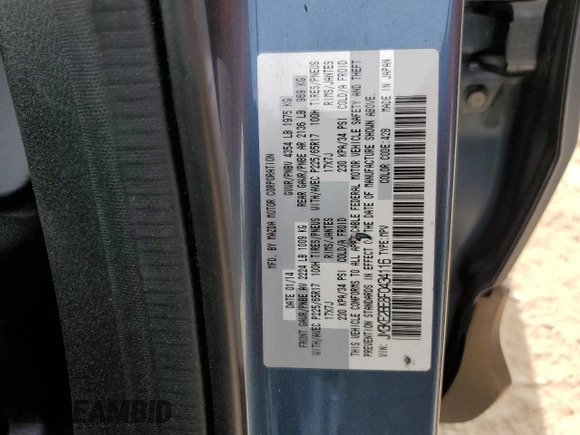 MFD. BY MAZDA MOTOR CORPORATION
DATE 01/14 GVWR/PNBV 4354 LB 1975 KG
FRONT GAWR/PNBE AV 2224 LB 1009 KG REAR GAWR/PNBE AR 2136 LB 969 KG
WITH/AVEC P225/65R17 100H TIRES/PNEUS WITH/AVEC P225/65R17 100H TIRES/PNEUS
17X7J RIMS/JANTES 17X7J RIMS/JANTES
230 KPA/34 PSI COLD/A FROID 230 KPA/34 PSI COLD/A FROID
THIS VEHICLE CONFORMS TO ALL APPLICABLE FEDERAL MOTOR VEHICLE SAFETY AND THEFT
PREVENTION STANDARDS IN EFFECT ON THE DATE OF MANUFACTURE SHOWN ABOVE.
VIN: TYPE:MPV COLOR CODE:42B MADE IN JAPAN